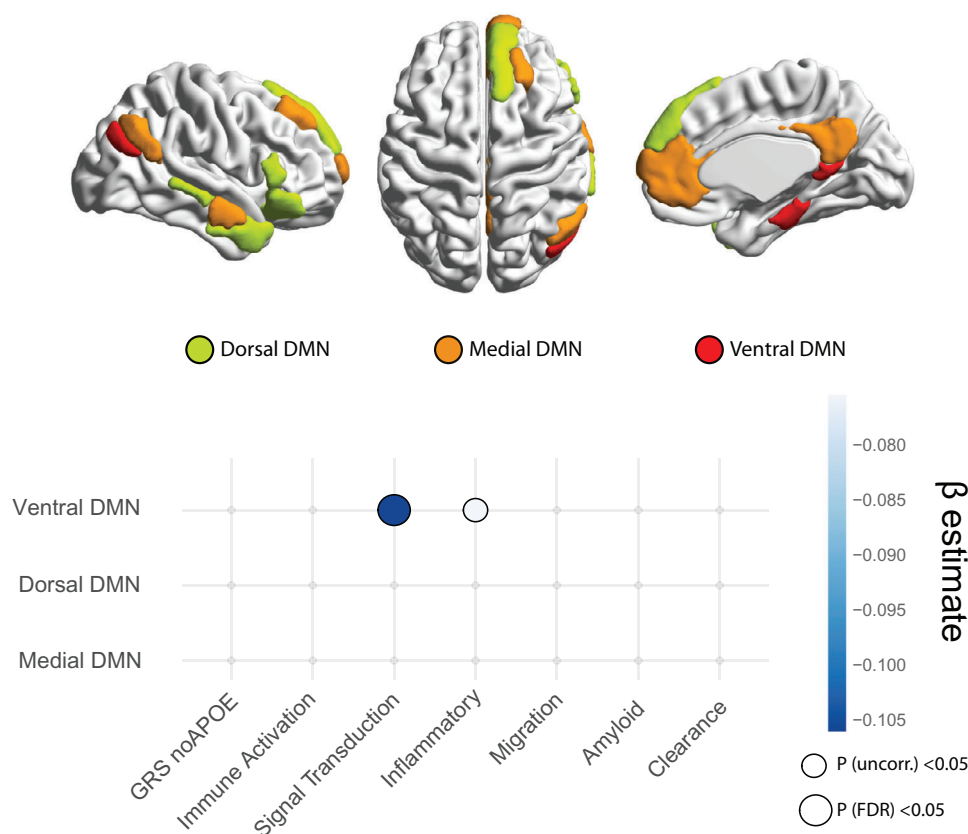 Dorsal DMN
Medial DMN
Ventral DMN
Ventral DMN
Dorsal DMN
Medial DMN
GRS noAPOE
Immune Activation
Signal Transduction
Inflammatory
Migration
Amyloid
Clearance
−0.080
−0.085
−0.090
−0.095
−0.100
−0.105
β estimate
P (uncorr.) <0.05
P (FDR) <0.05